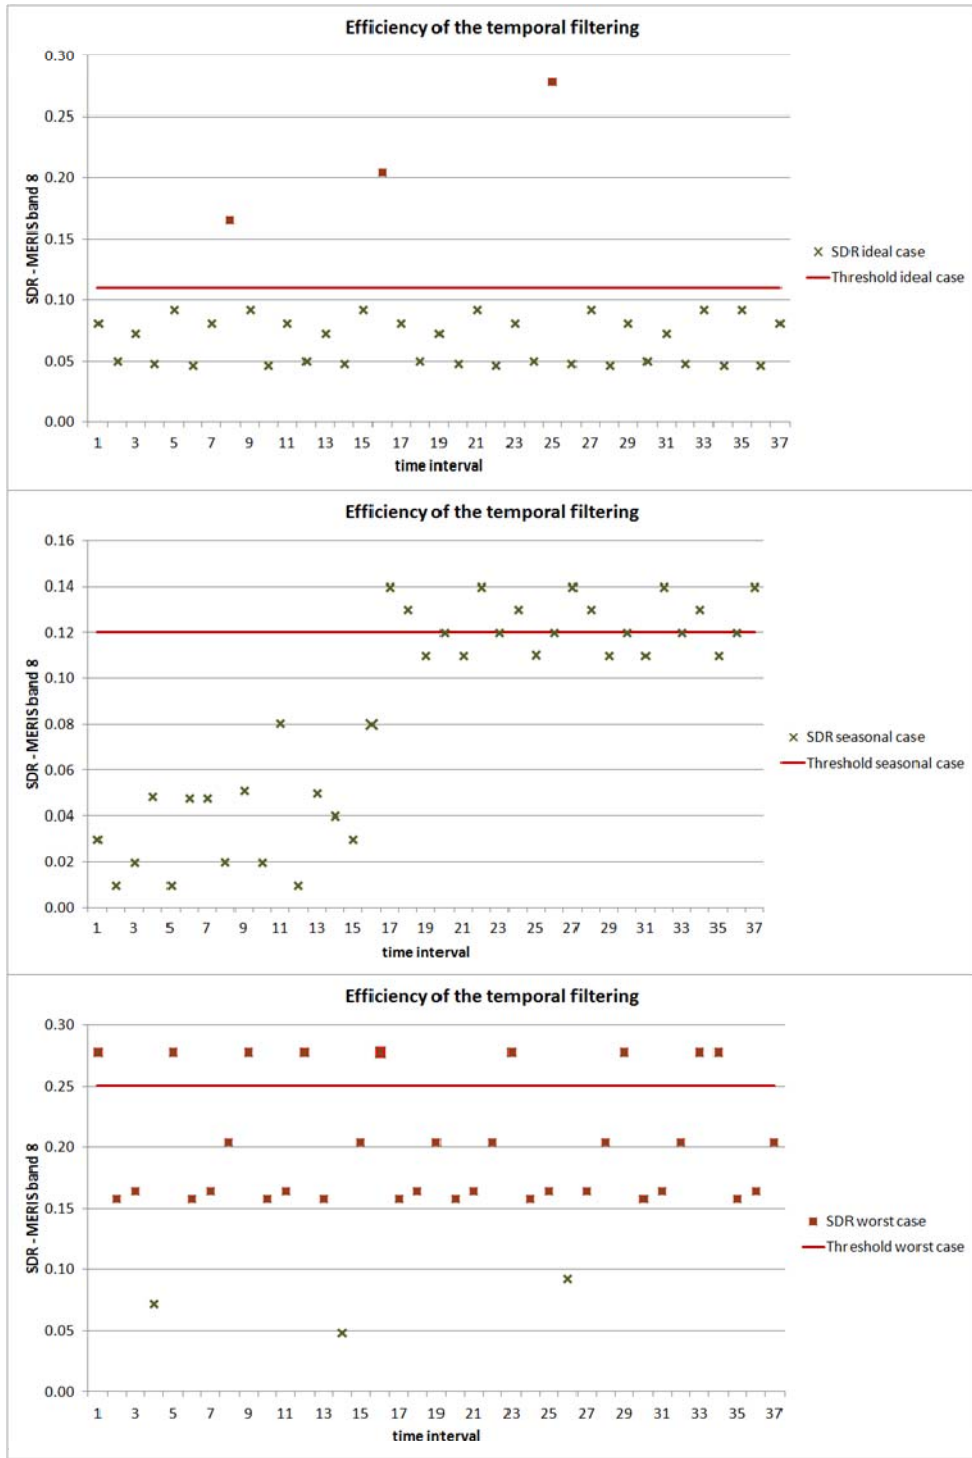 Efficiency of the temporal filtering
0.30
0.25
0.20
0.15
0.10
0.05
0.00
SDR - MERIS band 8
1 3 5 7 9 11 13 15 17 19 21 23 25 27 29 31 33 35 37
time interval
SDR ideal case
Threshold ideal case
Efficiency of the temporal filtering
0.16
0.14
0.12
0.10
0.08
0.06
0.04
0.02
0.00
SDR - MERIS band 8
1 3 5 7 9 11 13 15 17 19 21 23 25 27 29 31 33 35 37
time interval
SDR seasonal case
Threshold seasonal case
Efficiency of the temporal filtering
0.30
0.25
0.20
0.15
0.10
0.05
0.00
SDR - MERIS band 8
1 3 5 7 9 11 13 15 17 19 21 23 25 27 29 31 33 35 37
time interval
SDR worst case
Threshold worst case